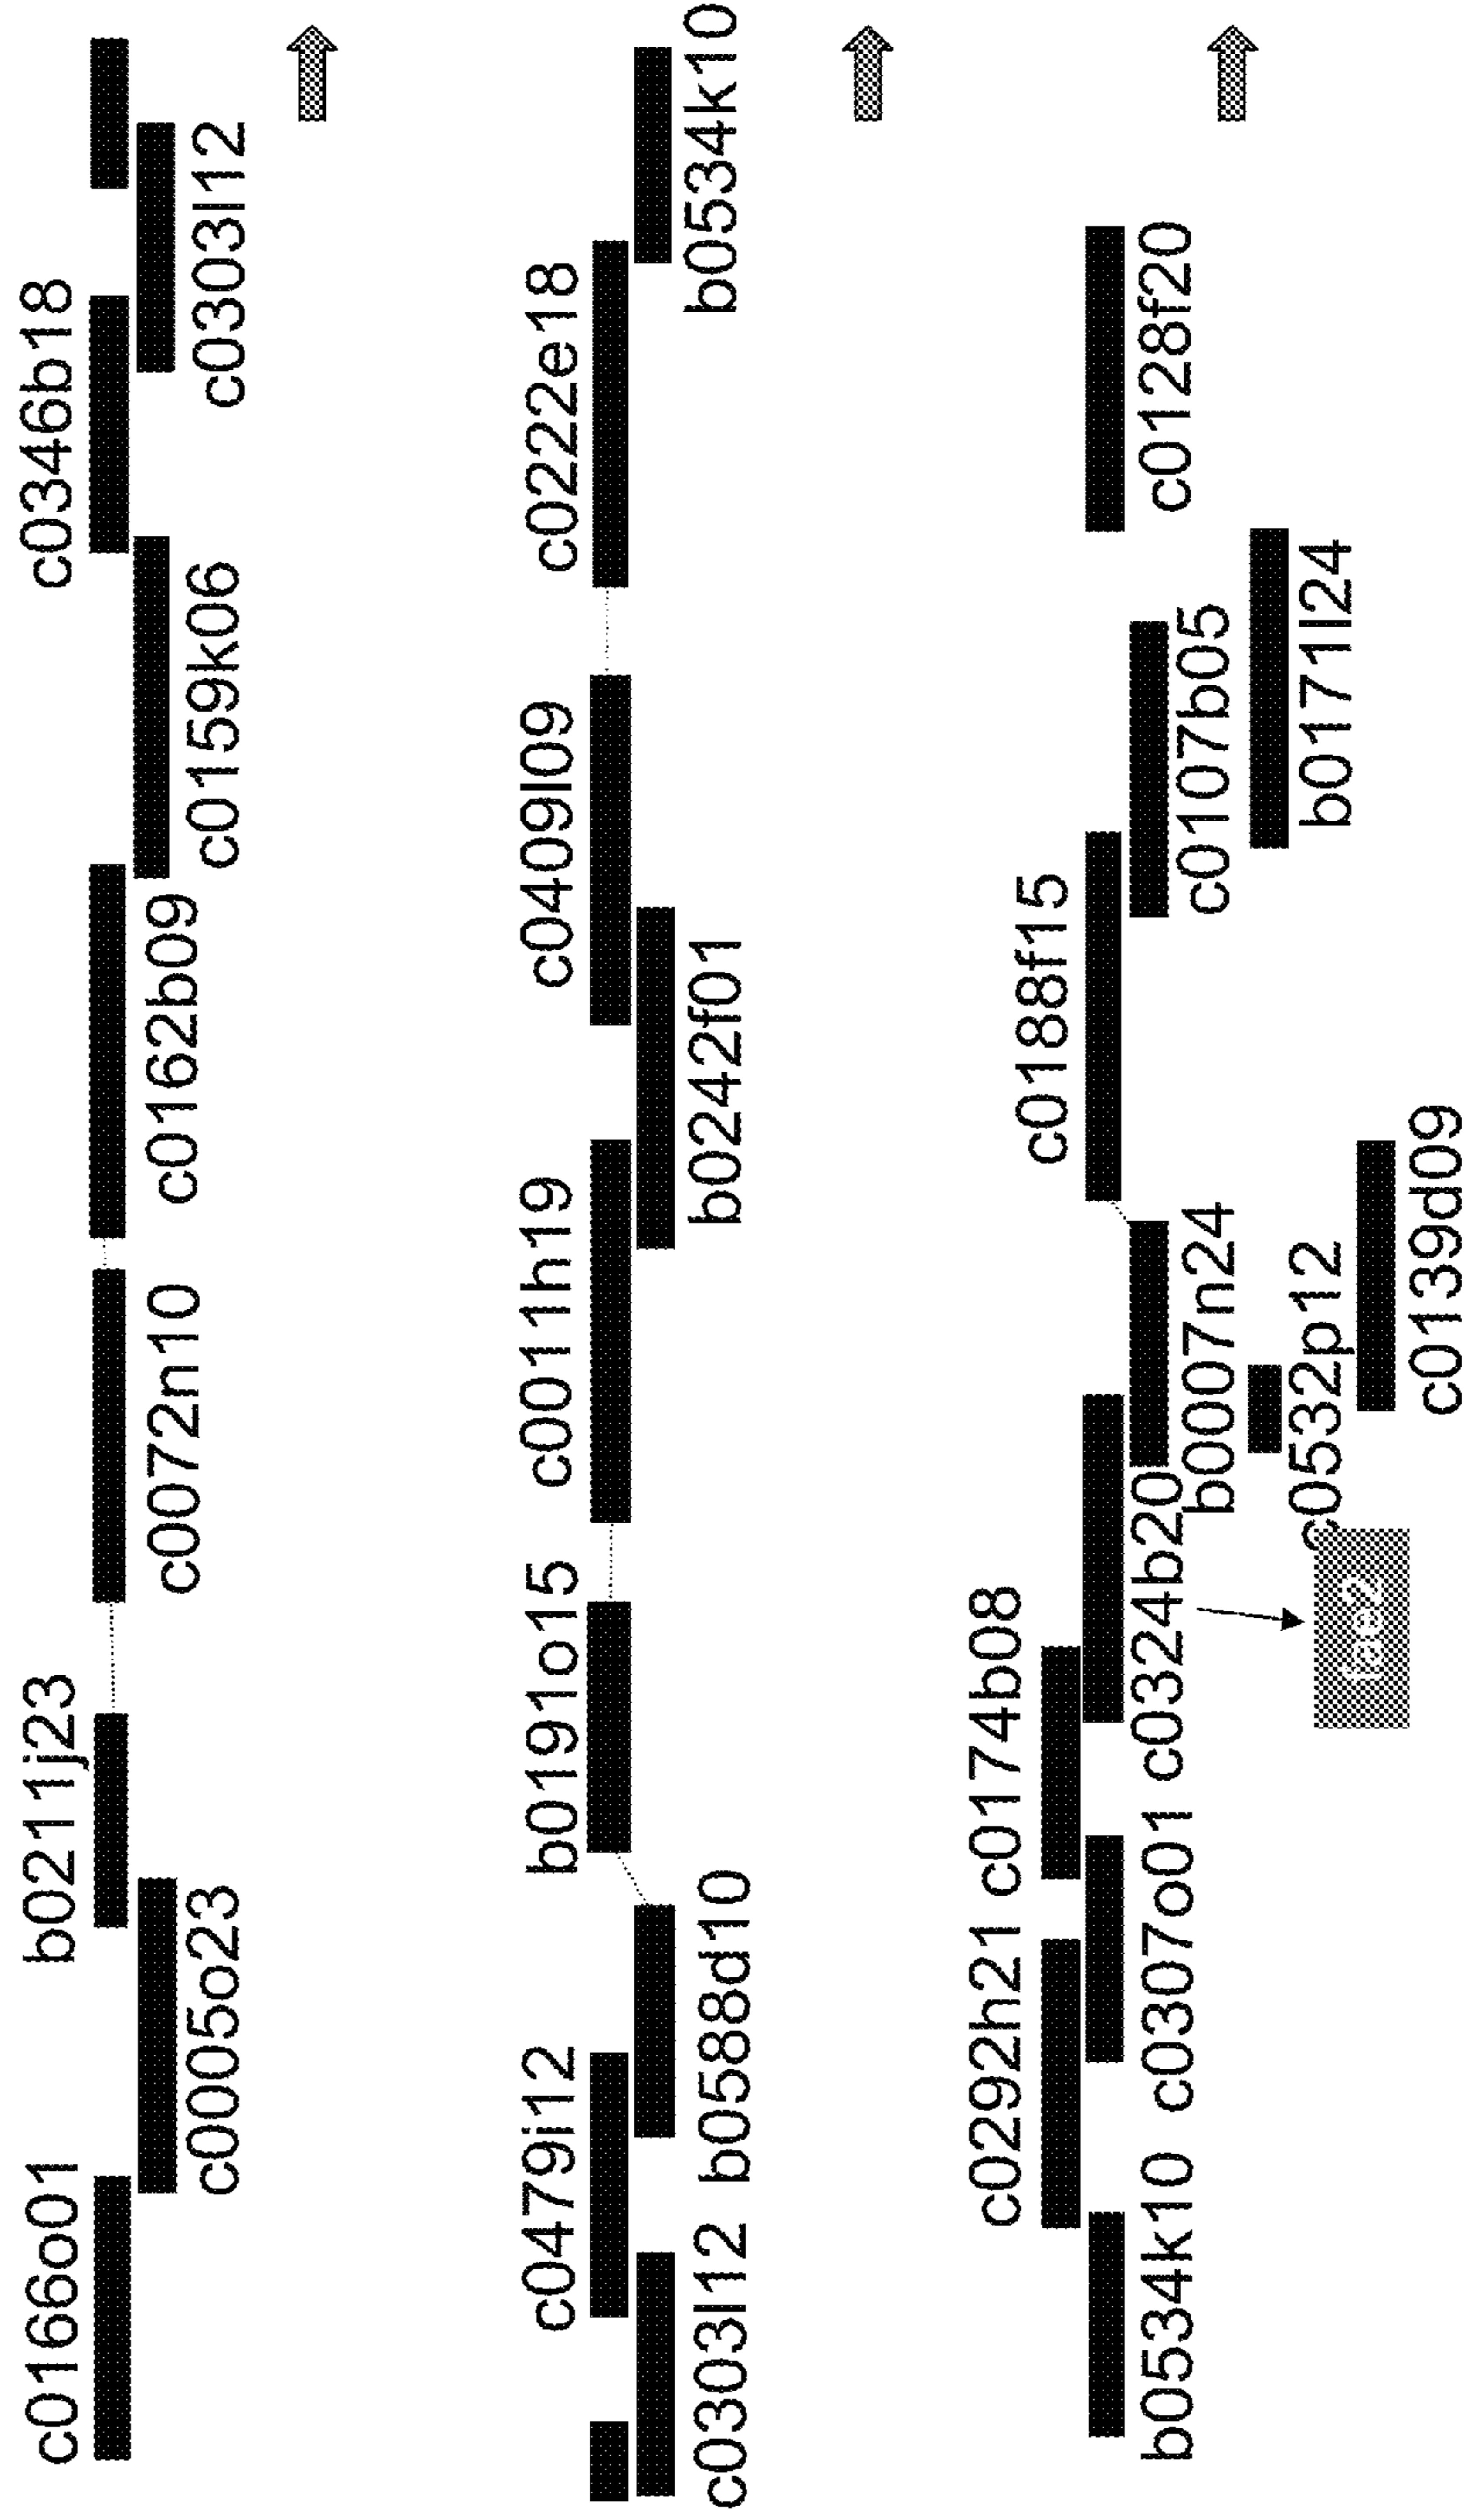 c0166o01
b0211j23
c0346b18
c0005o23
c0072n10
c0162b09
c0159k06
c0303l12
c0479i12
b0191o15
c0011h19
c0409l09
c0222e18
c0303l12
b0588d10
b0242f01
b0534k10
c0292h21
c0174b08
c0188f15
b0534k10
c0307o01
c0324b20
b0007n24
c0107b05
c0128f20
c0532p12
b0171l24
fae2
c0139d09